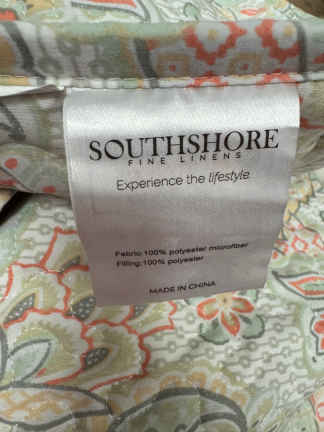 SOUTHSHORE
FINE LINENS
Experience the lifestyle
Fabric:100% polyester microfiber
Filling:100% polyester
MADE IN CHINA